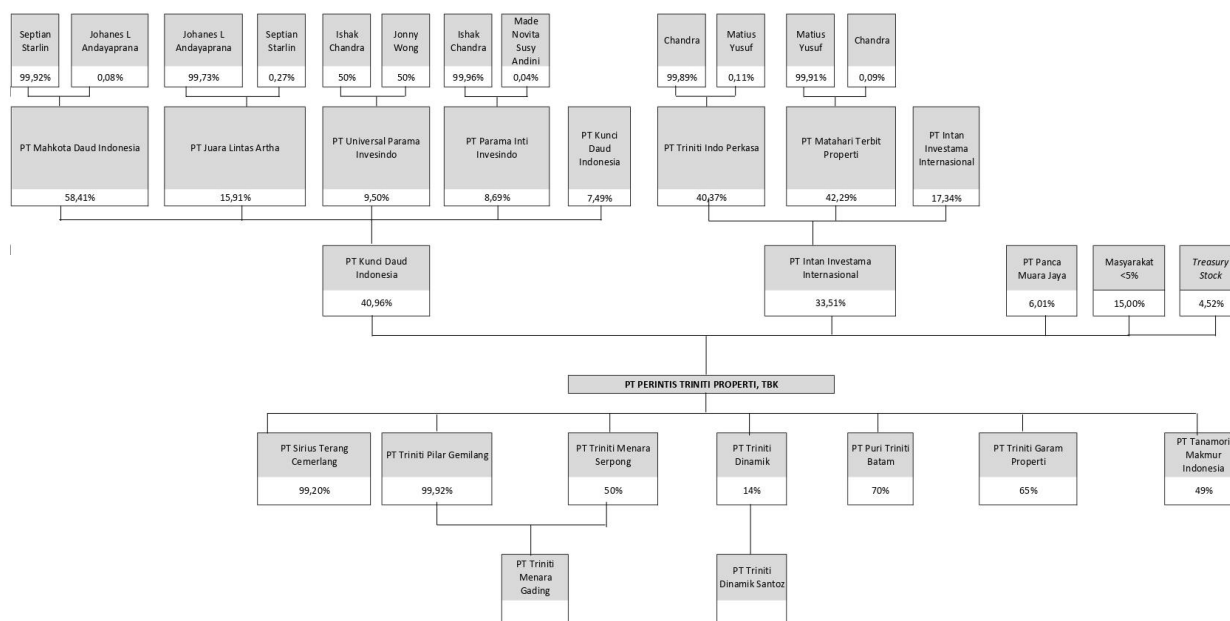 Septian
Starlin
99,92%
Johanes L
Andayaprana
0,08%
Johanes L
Andayaprana
99,73%
Septian
Starlin
0,27%
Ishak
Chandra
50%
Jonny
Wong
50%
Ishak
Chandra
99,96%
Made
Novita
Susy
Andini
0,04%
Chandra
99,89%
Matius
Yusuf
0,11%
Matius
Yusuf
99,91%
Chandra
0,09%
PT Mahkota Daud Indonesia
58,41%
PT Juara Lintas Artha
15,91%
PT Universal Parama
Invesindo
9,50%
PT Parama Inti
Invesindo
8,69%
PT Kunci
Daud
Indonesia
7,49%
PT Triniti Indo Perkasa
40,37%
PT Matahari Terbit
Properti
42,29%
PT Intan
Investama
Internasional
17,34%
PT Kunci Daud
Indonesia
40,96%
PT Intan Investama
Internasional
33,51%
PT Panca
Muara Jaya
6,01%
Masyarakat
<5%
15,00%
Treasury
Stock
4,52%
PT PERINTIS TRINITI PROPERTI, TBK
PT Sirius Terang
Cemerlang
99,20%
PT Triniti Pilar Gemilang
99,92%
PT Triniti Menara
Serpong
50%
PT Triniti
Dinamik
14%
PT Puri Triniti
Batam
70%
PT Triniti Garam
Properti
65%
PT Tanamori
Makmur
Indonesia
49%
PT Triniti
Menara
Gading
PT Triniti
Dinamik Santoz